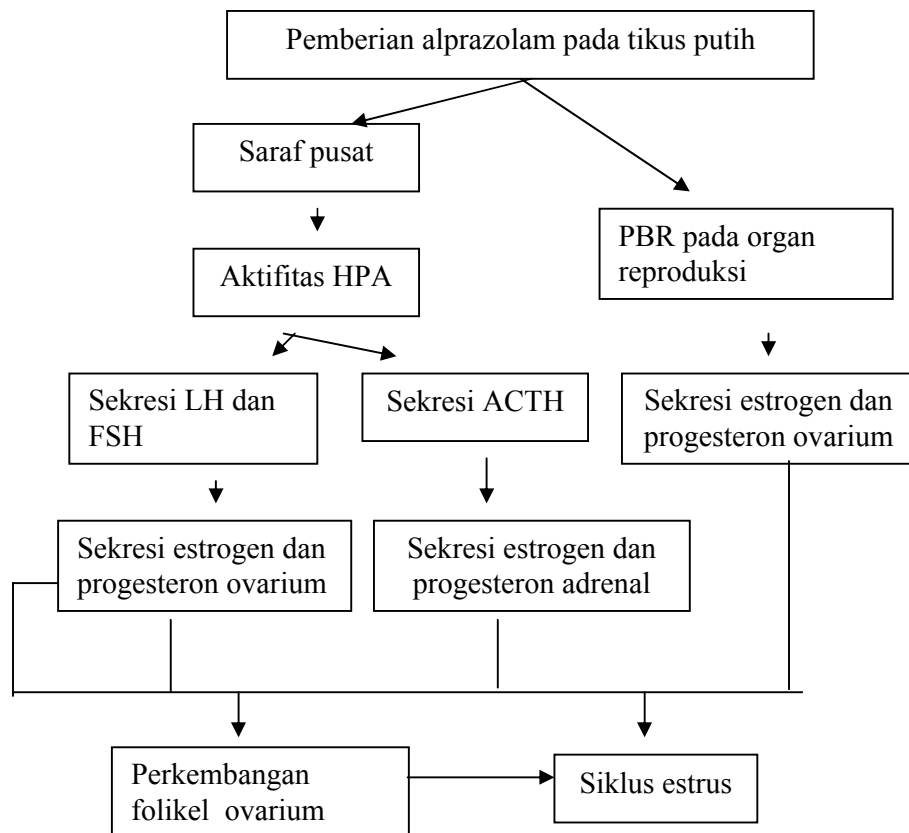 Pemberian alprazolam pada tikus putih
Saraf pusat
PBR pada organ
reproduksi
Aktifitas HPA
Sekresi LH dan
FSH
Sekresi ACTH
Sekresi estrogen dan
progesteron ovarium
Sekresi estrogen dan
progesteron ovarium
Sekresi estrogen dan
progesteron adrenal
Perkembangan
folikel ovarium
Siklus estrus